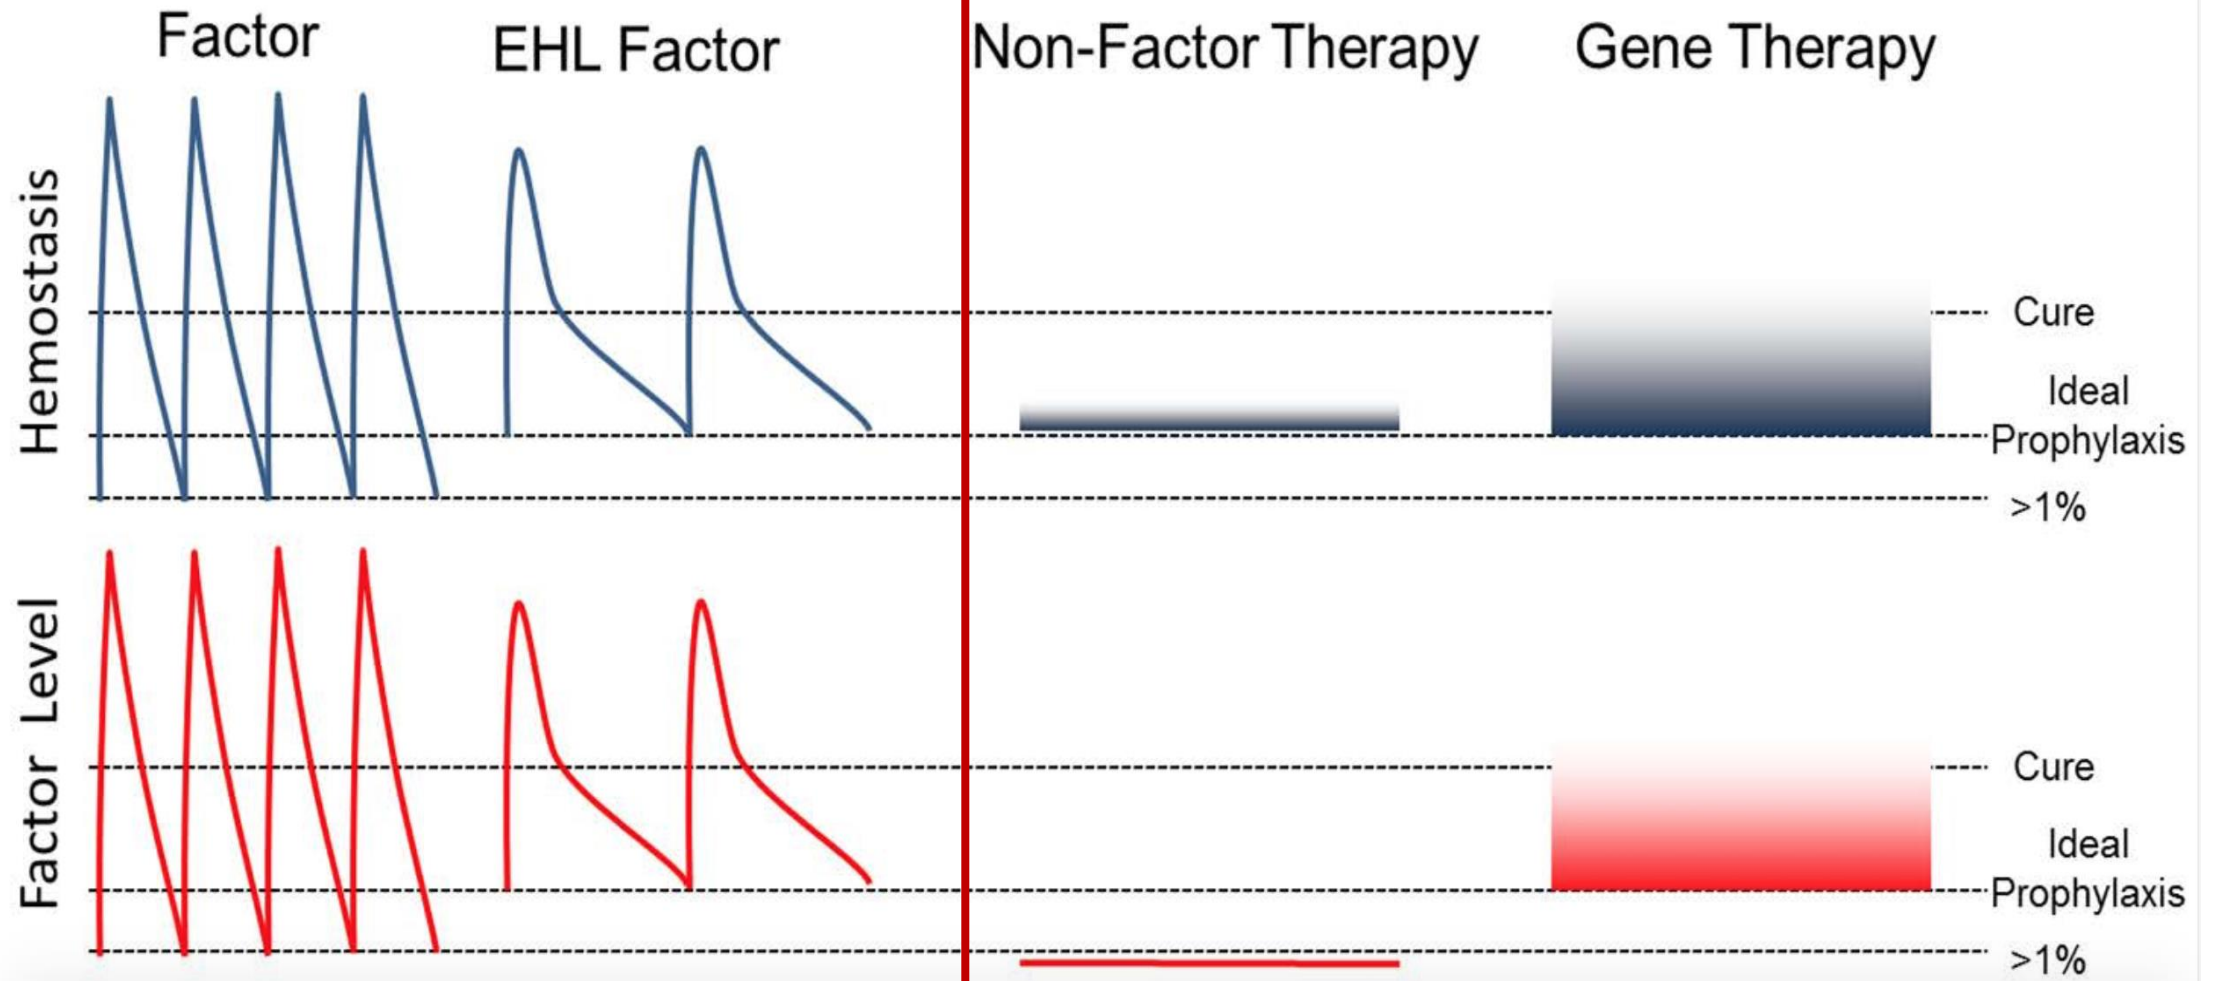 Factor
EHL Factor
Non-Factor Therapy
Gene Therapy
Hemostasis
Cure
Ideal
Prophylaxis
>1%
Factor Level
Cure
Ideal
Prophylaxis
>1%